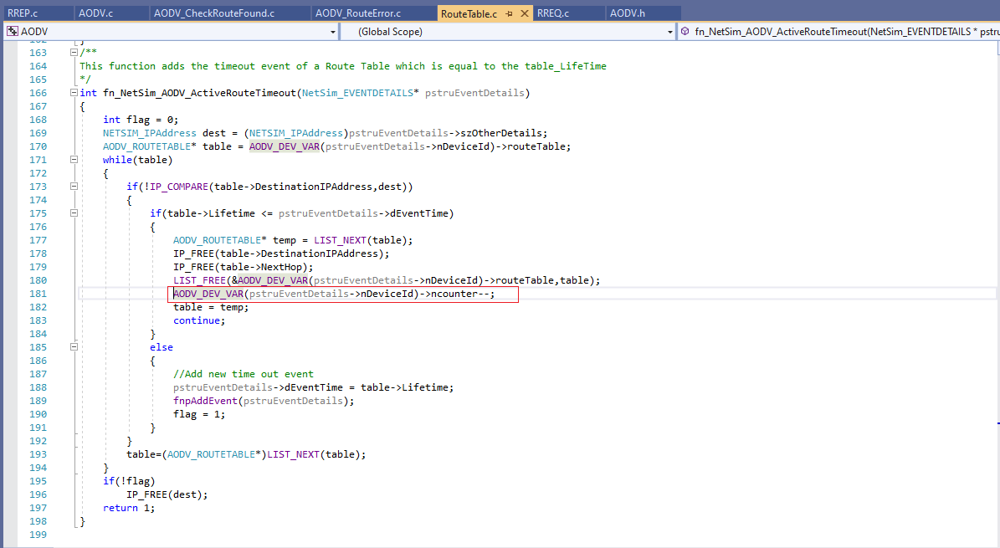 RREP.c AODV.c AODV_CheckRouteFound.c AODV_RouteError.c RouteTable.c RREQ.c AODV.h
AODV (Global Scope) fn_NetSim_AODV_ActiveRouteTimeout(NetSim_EVENTDETAILS * pstru
162 }
163 /**
164 This function adds the timeout event of a Route Table which is equal to the table_LifeTime
165 */
166 int fn_NetSim_AODV_ActiveRouteTimeout(NetSim_EVENTDETAILS* pstruEventDetails)
167 {
168 int flag = 0;
169 NETSIM_IPAddress dest = (NETSIM_IPAddress)pstruEventDetails->szOtherDetails;
170 AODV_ROUTETABLE* table = AODV_DEV_VAR(pstruEventDetails->nDeviceId)->routeTable;
171 while(table)
172 {
173 if(!IP_COMPARE(table->DestinationIPAddress,dest))
174 {
175 if(table->Lifetime <= pstruEventDetails->dEventTime)
176 {
177 AODV_ROUTETABLE* temp = LIST_NEXT(table);
178 IP_FREE(table->DestinationIPAddress);
179 IP_FREE(table->NextHop);
180 LIST_FREE(&AODV_DEV_VAR(pstruEventDetails->nDeviceId)->routeTable,table);
181 AODV_DEV_VAR(pstruEventDetails->nDeviceId)->ncounter--;
182 table = temp;
183 continue;
184 }
185 else
186 {
187 //Add new time out event
188 pstruEventDetails->dEventTime = table->Lifetime;
189 fnpAddEvent(pstruEventDetails);
190 flag = 1;
191 }
192 }
193 table=(AODV_ROUTETABLE*)LIST_NEXT(table);
194 }
195 if(!flag)
196 IP_FREE(dest);
197 return 1;
198 }
199